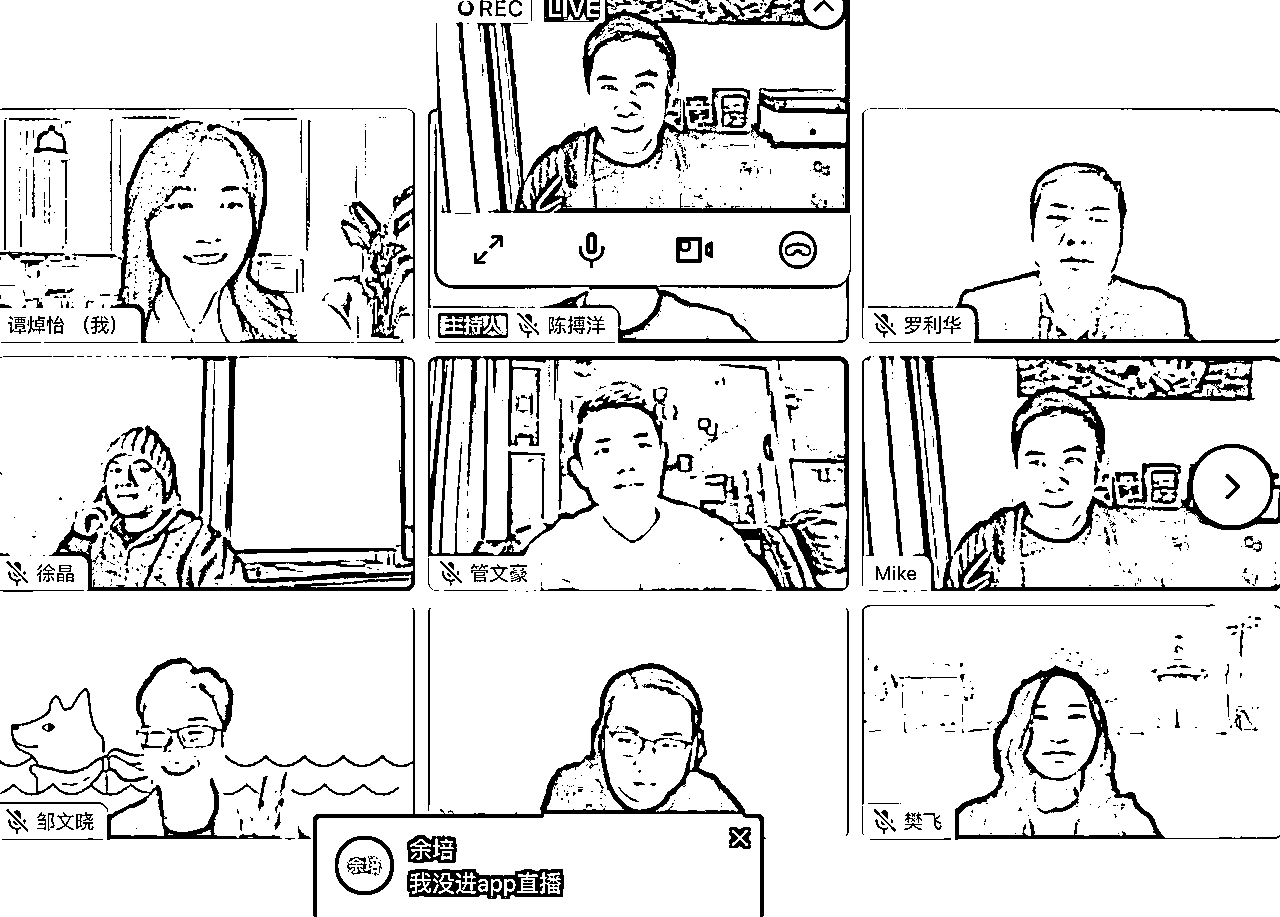 REC LIVE
谭焯怡 （我）
主持人 陈搏洋
罗利华
徐晶
管文豪
Mike
邹文晓
樊飞
余培
余培
我没进app直播